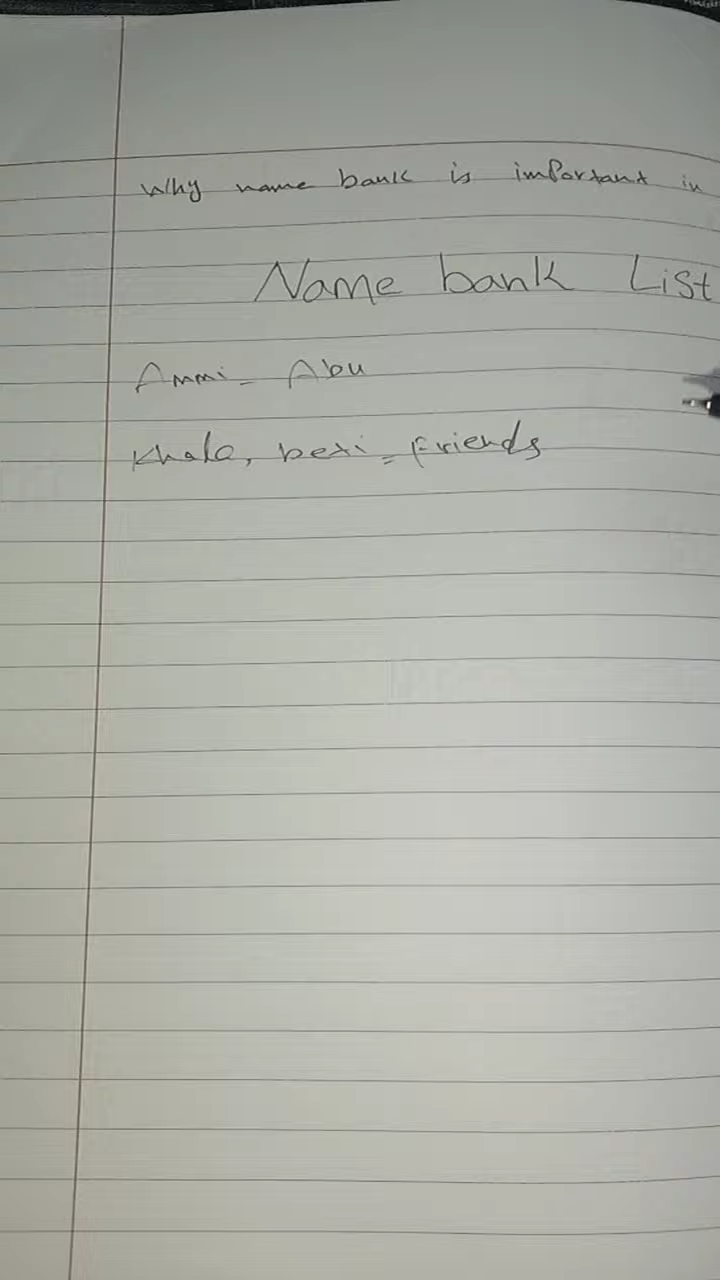 Why name bank is important in
Name bank List
Ammi - Abu
Khala, beti = Friends